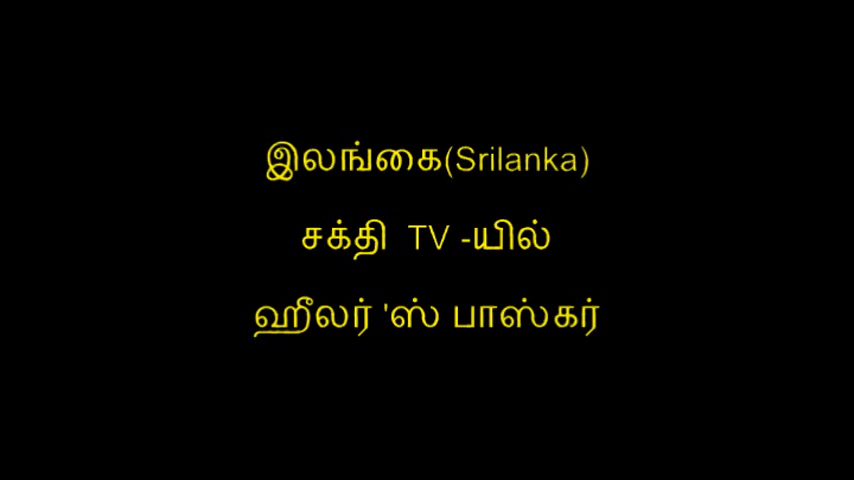 இலங்கை(Srilanka)
சக்தி TV -யில்
ஹீலர் 'ஸ் பாஸ்கர்